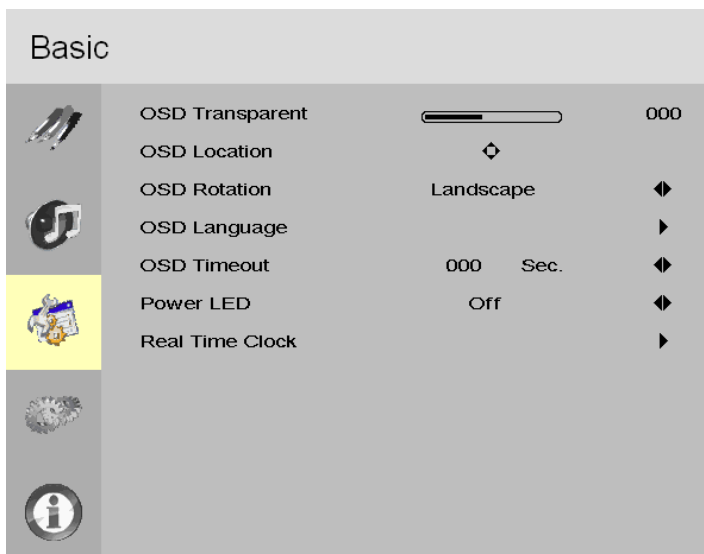 Basic
OSD Transparent 000
OSD Location
OSD Rotation Landscape
OSD Language
OSD Timeout 000 Sec.
Power LED Off
Real Time Clock